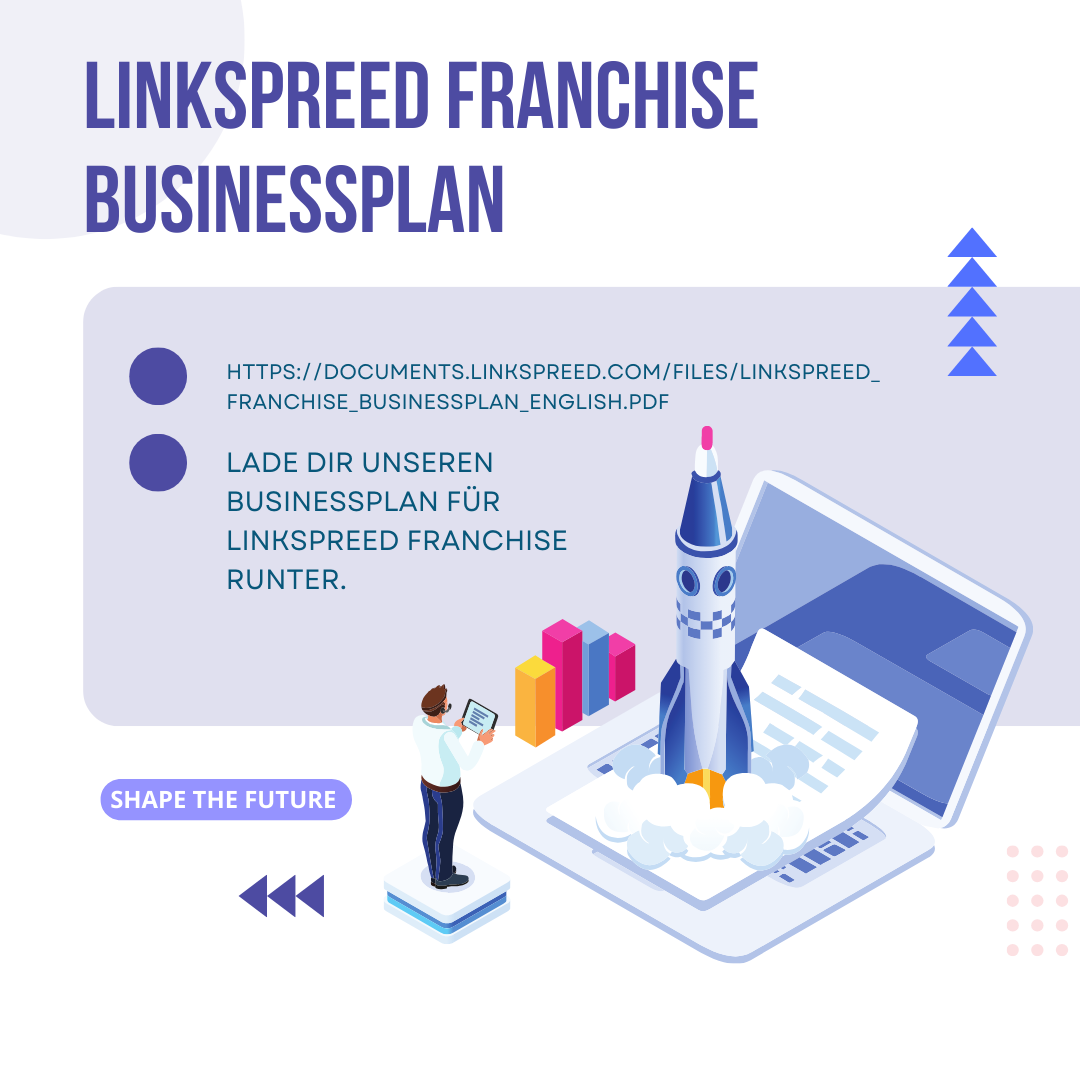 LINKSPREED FRANCHISE
BUSINESSPLAN
HTTPS://DOCUMENTS.LINKSPREED.COM/FILES/LINKSPREED_
FRANCHISE_BUSINESSPLAN_ENGLISH.PDF
LADE DIR UNSEREN
BUSINESSPLAN FÜR
LINKSPREED FRANCHISE
RUNTER.
SHAPE THE FUTURE